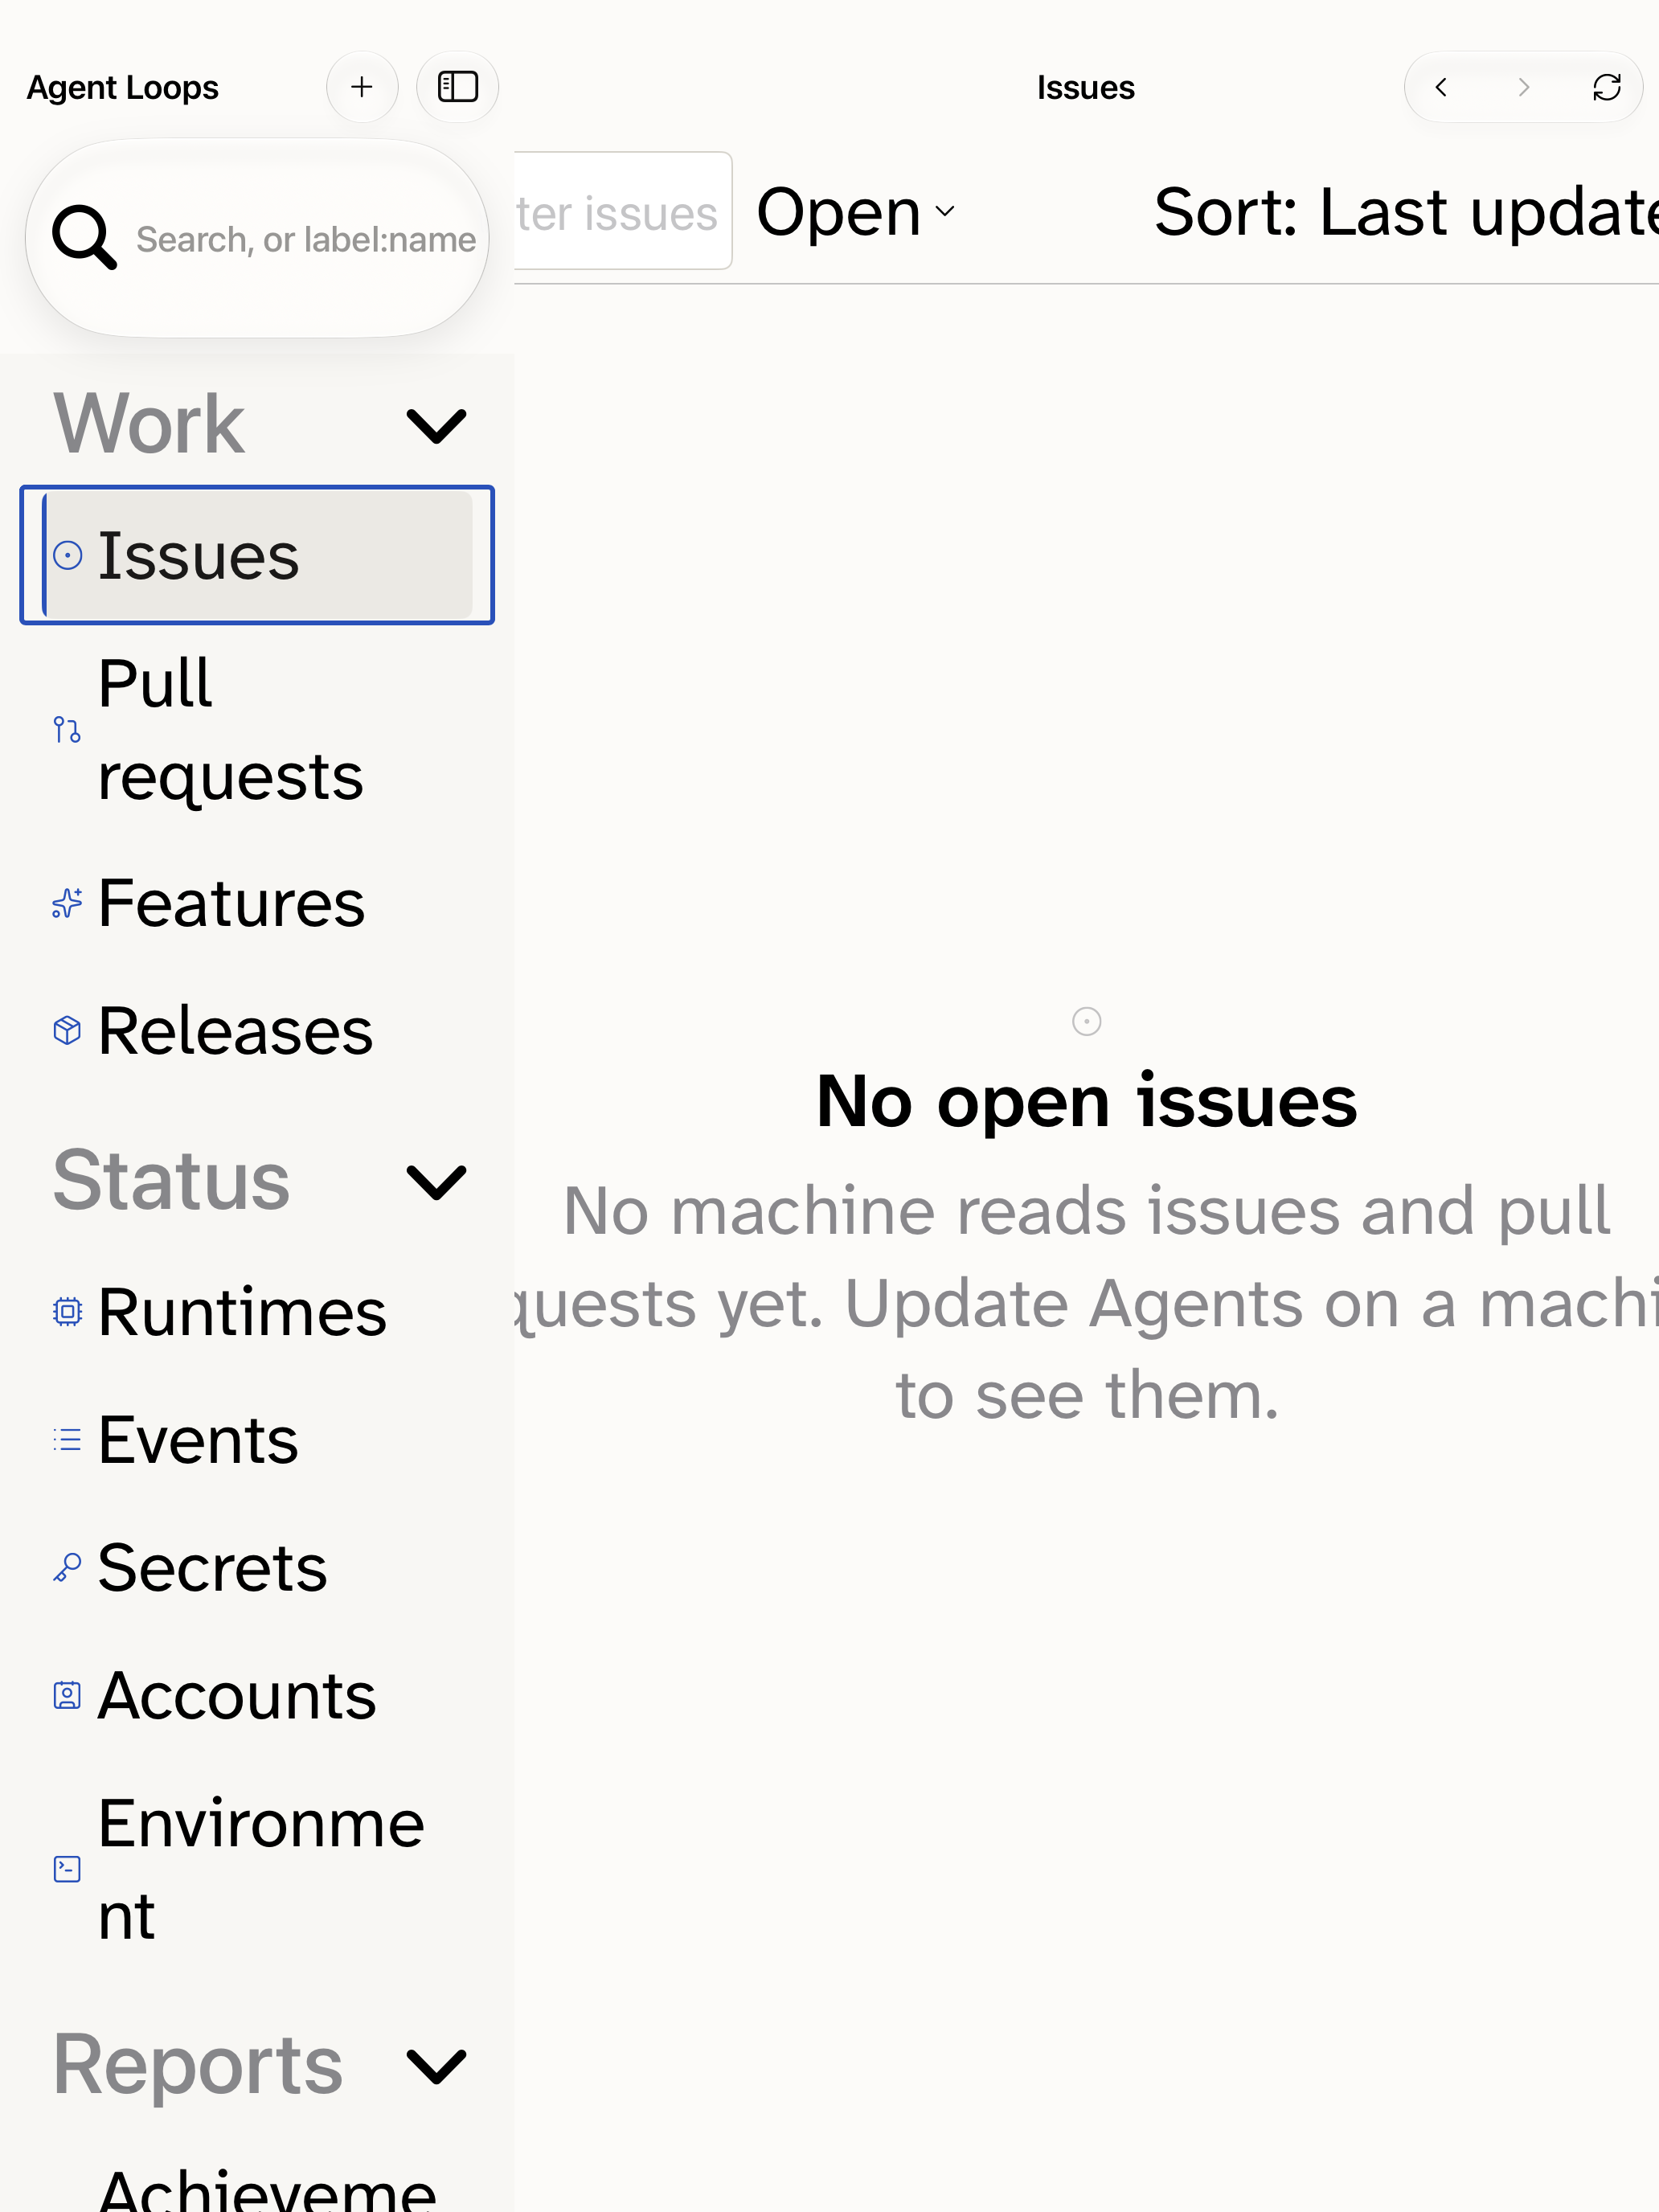 Agent Loops
Issues
Search, or label:name
ter issues
Open
Sort: Last update
Work
Issues
Pull
requests
Features
Releases
Status
Runtimes
Events
Secrets
Accounts
Environme
nt
Reports
Achieveme
No open issues
No machine reads issues and pull
quests yet. Update Agents on a machi
to see them.